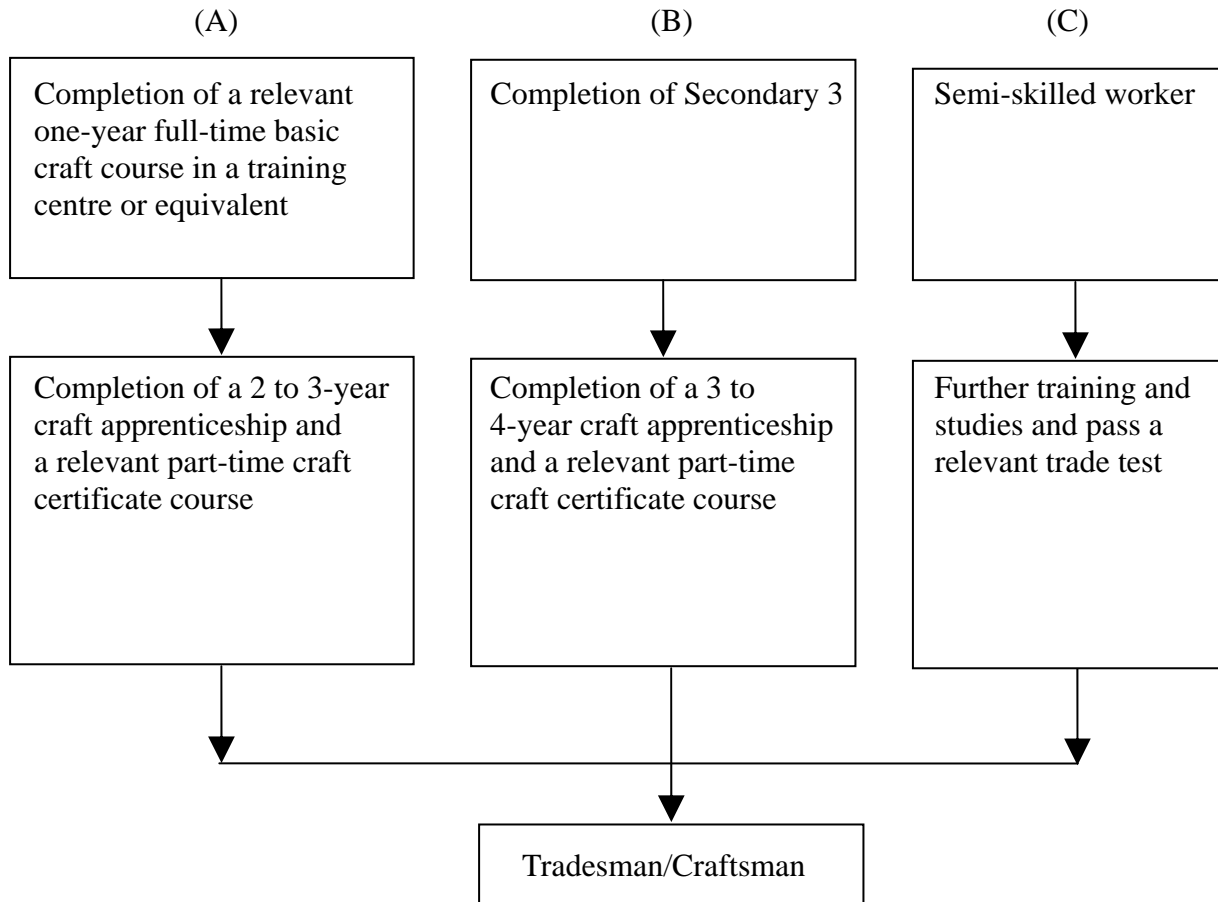 (A)
(B)
(C)
Completion of a relevant
one-year full-time basic
craft course in a training
centre or equivalent
Completion of Secondary 3
Semi-skilled worker
Completion of a 2 to 3-year
craft apprenticeship and
a relevant part-time craft
certificate course
Completion of a 3 to
4-year craft apprenticeship
and a relevant part-time
craft certificate course
Further training and
studies and pass a
relevant trade test
Tradesman/Craftsman